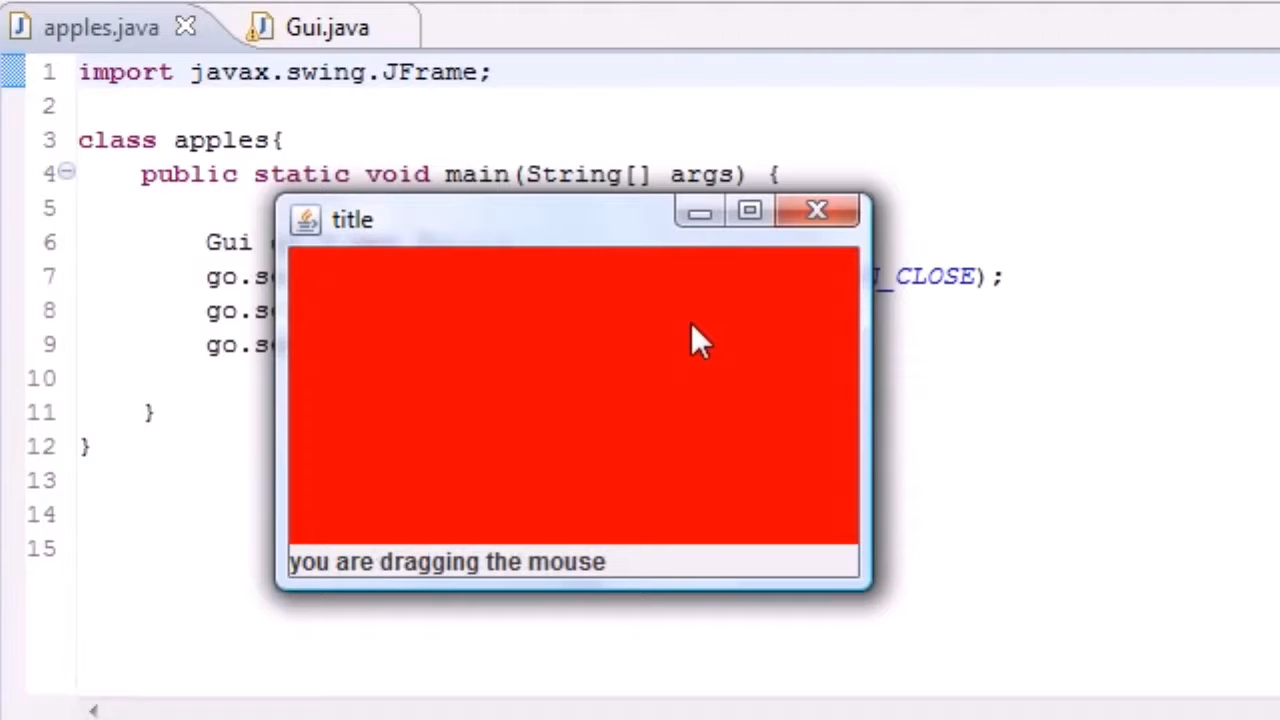 apples.java
Gui.java
1 import javax.swing.JFrame;
2
3 class apples{
4 public static void main(String[] args) {
5
6 Gui
7 go.s _CLOSE);
8 go.s
9 go.s
10
11 }
12 }
13
14
15
title
you are dragging the mouse